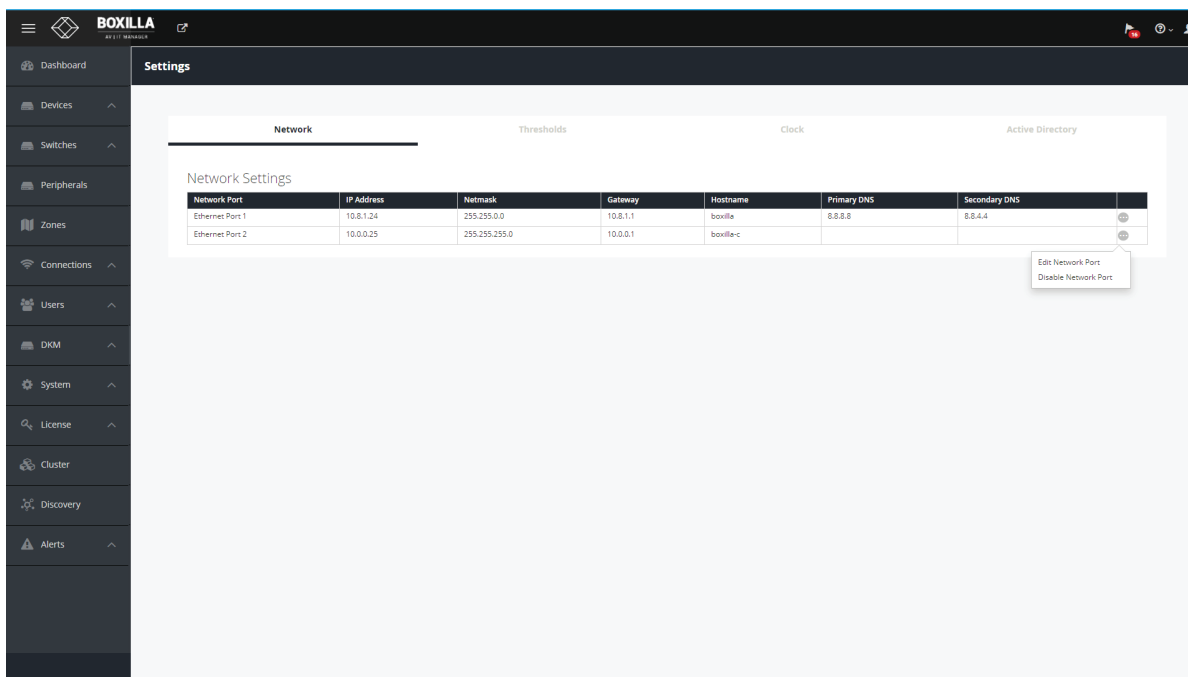 BOXILLA
AV | IT MANAGER
16
Dashboard
Devices
Switches
Peripherals
Zones
Connections
Users
DKM
System
License
Cluster
Discovery
Alerts
Settings
Network Thresholds Clock Active Directory
Network Settings
Network Port IP Address Netmask Gateway Hostname Primary DNS Secondary DNS
Ethernet Port 1 10.8.1.24 255.255.0.0 10.8.1.1 boxilla 8.8.8.8 8.8.4.4
Ethernet Port 2 10.0.0.25 255.255.255.0 10.0.0.1 boxilla-c
Edit Network Port
Disable Network Port